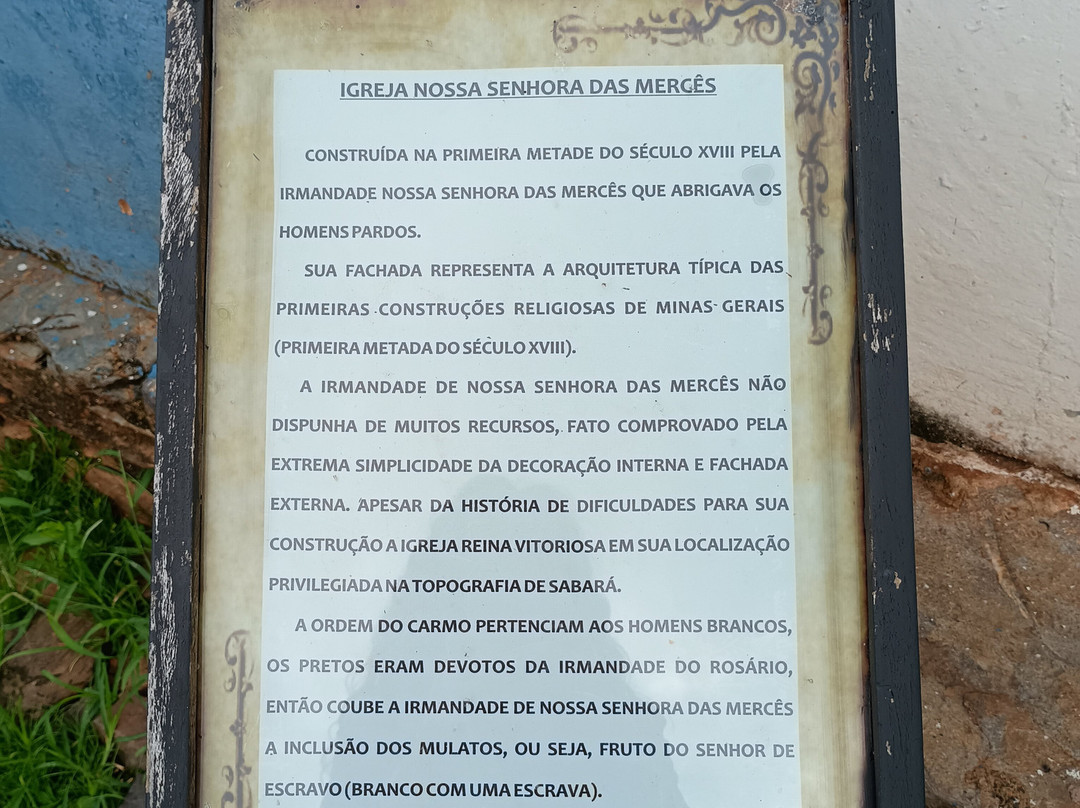 IGREJA NOSSA SENHORA DAS MERCÊS
CONSTRUÍDA NA PRIMEIRA METADE DO SÉCULO XVIII PELA
IRMANDADE NOSSA SENHORA DAS MERCÊS QUE ABRIGAVA OS
HOMENS PARDOS.
SUA FACHADA REPRESENTA A ARQUITETURA TÍPICA DAS
PRIMEIRAS CONSTRUÇÕES RELIGIOSAS DE MINAS GERAIS
(PRIMEIRA METADA DO SÉCULO XVIII).
A IRMANDADE DE NOSSA SENHORA DAS MERCÊS NÃO
DISPUNHA DE MUITOS RECURSOS, FATO COMPROVADO PELA
EXTREMA SIMPLICIDADE DA DECORAÇÃO INTERNA E FACHADA
EXTERNA. APESAR DA HISTÓRIA DE DIFICULDADES PARA SUA
CONSTRUÇÃO A IGREJA REINA VITORIOSA EM SUA LOCALIZAÇÃO
PRIVILEGIADA NA TOPOGRAFIA DE SABARÁ.
A ORDEM DO CARMO PERTENCIAM AOS HOMENS BRANCOS,
OS PRETOS ERAM DEVOTOS DA IRMANDADE DO ROSÁRIO,
ENTÃO COUBE A IRMANDADE DE NOSSA SENHORA DAS MERCÊS
A INCLUSÃO DOS MULATOS, OU SEJA, FRUTO DO SENHOR DE
ESCRAVO (BRANCO COM UMA ESCRAVA).